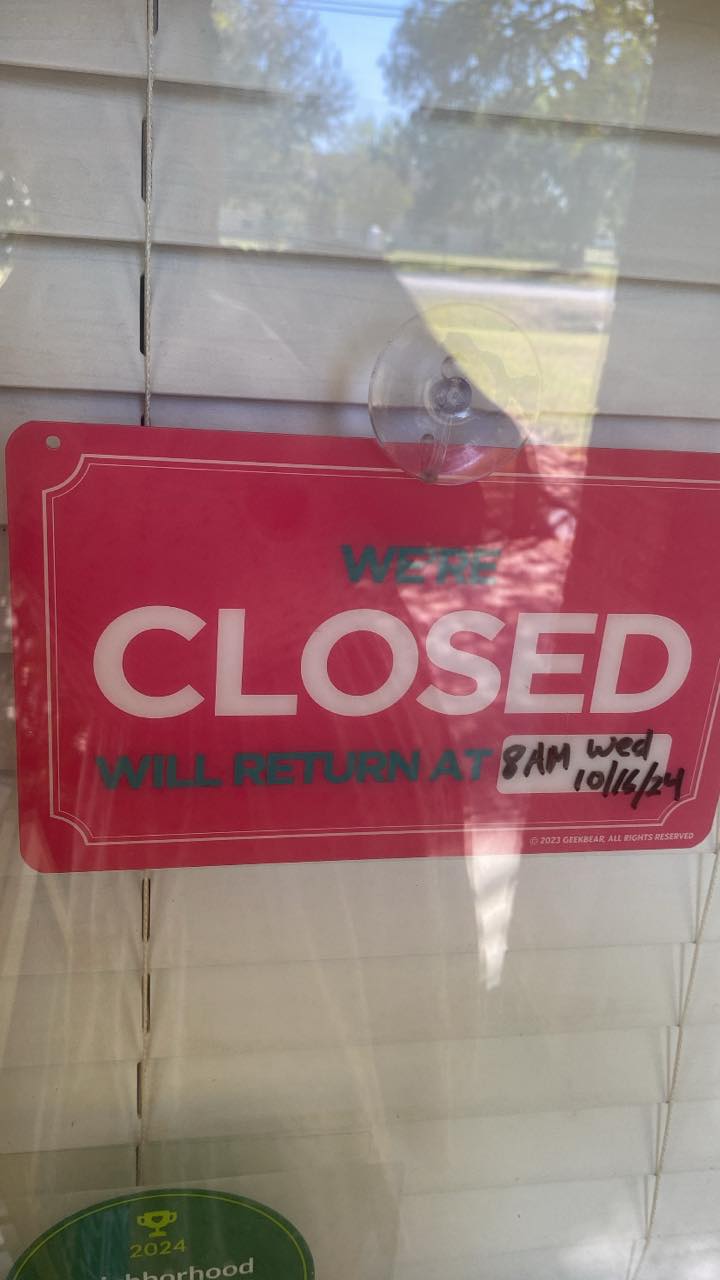 WE'RE
CLOSED
WILL RETURN AT 8AM Wed
10/16/24
© 2023 GEEKBEAR, ALL RIGHTS RESERVED
2024